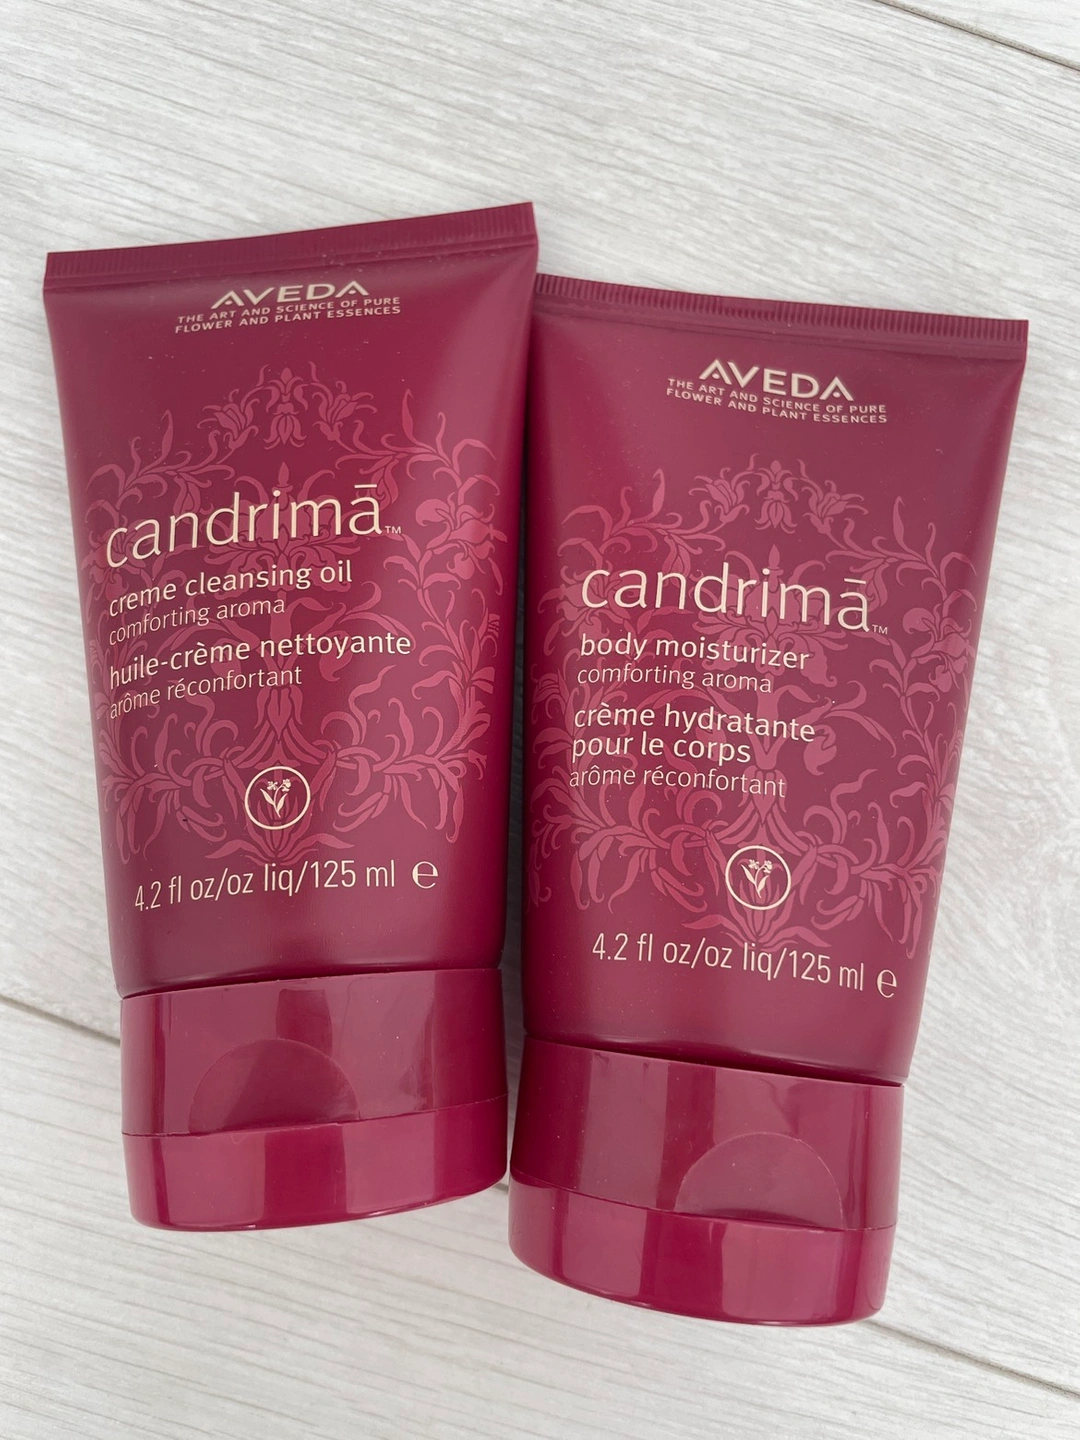 AVEDA
THE ART AND SCIENCE OF PURE
FLOWER AND PLANT ESSENCES
candrimā™
creme cleansing oil
comforting aroma
huile-crème nettoyante
arôme réconfortant
4.2 fl oz/oz liq/125 ml ℮
AVEDA
THE ART AND SCIENCE OF PURE
FLOWER AND PLANT ESSENCES
candrimā™
body moisturizer
comforting aroma
crème hydratante
pour le corps
arôme réconfortant
4.2 fl oz/oz liq/125 ml ℮